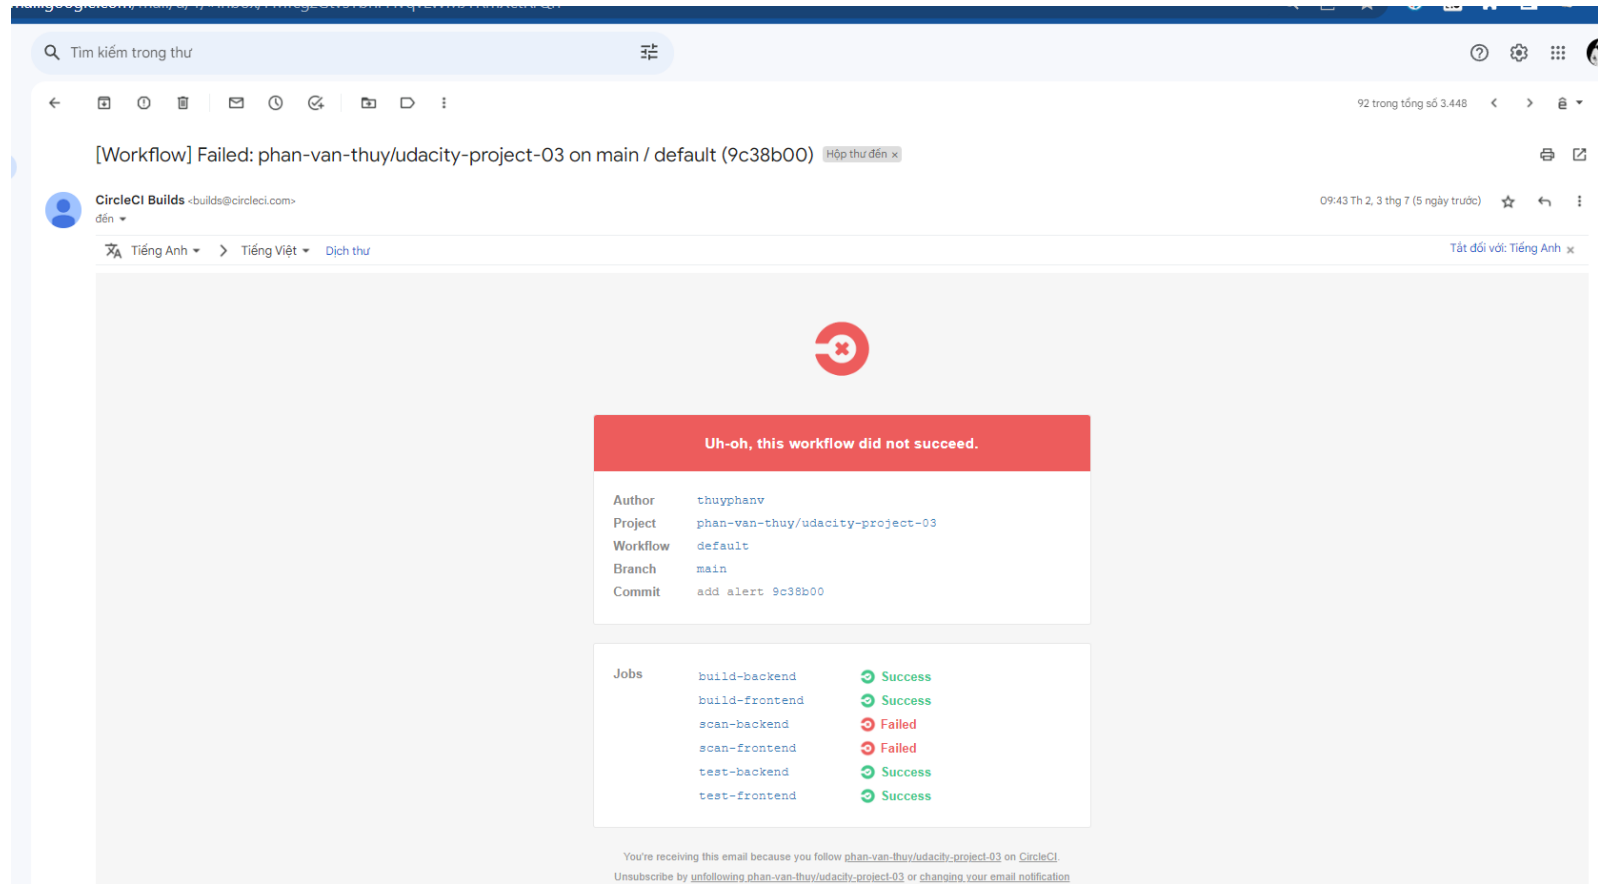 Tìm kiếm trong thư
92 trong tổng số 3.448
[Workflow] Failed: phan-van-thuy/udacity-project-03 on main / default (9c38b00) Hộp thư đến ×
CircleCI Builds <builds@circleci.com>
09:43 Th 2, 3 thg 7 (5 ngày trước)
đến
Tiếng Anh > Tiếng Việt Dịch thư
Tắt đối với: Tiếng Anh ×
Uh-oh, this workflow did not succeed.
Author thuyphanv
Project phan-van-thuy/udacity-project-03
Workflow default
Branch main
Commit add alert 9c38b00
Jobs build-backend Success
build-frontend Success
scan-backend Failed
scan-frontend Failed
test-backend Success
test-frontend Success
You're receiving this email because you follow phan-van-thuy/udacity-project-03 on CircleCI.
Unsubscribe by unfollowing phan-van-thuy/udacity-project-03 or changing your email notification